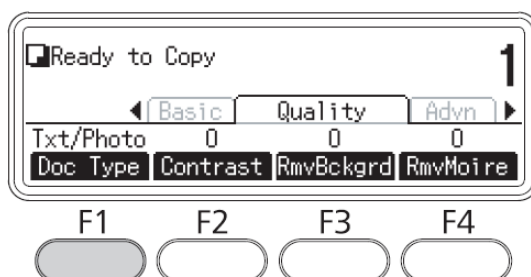 Ready to Copy 1
Basic Quality Advn
Txt/Photo 0 0 0
Doc Type Contrast RmvBckgrd RmvMoire
F1 F2 F3 F4